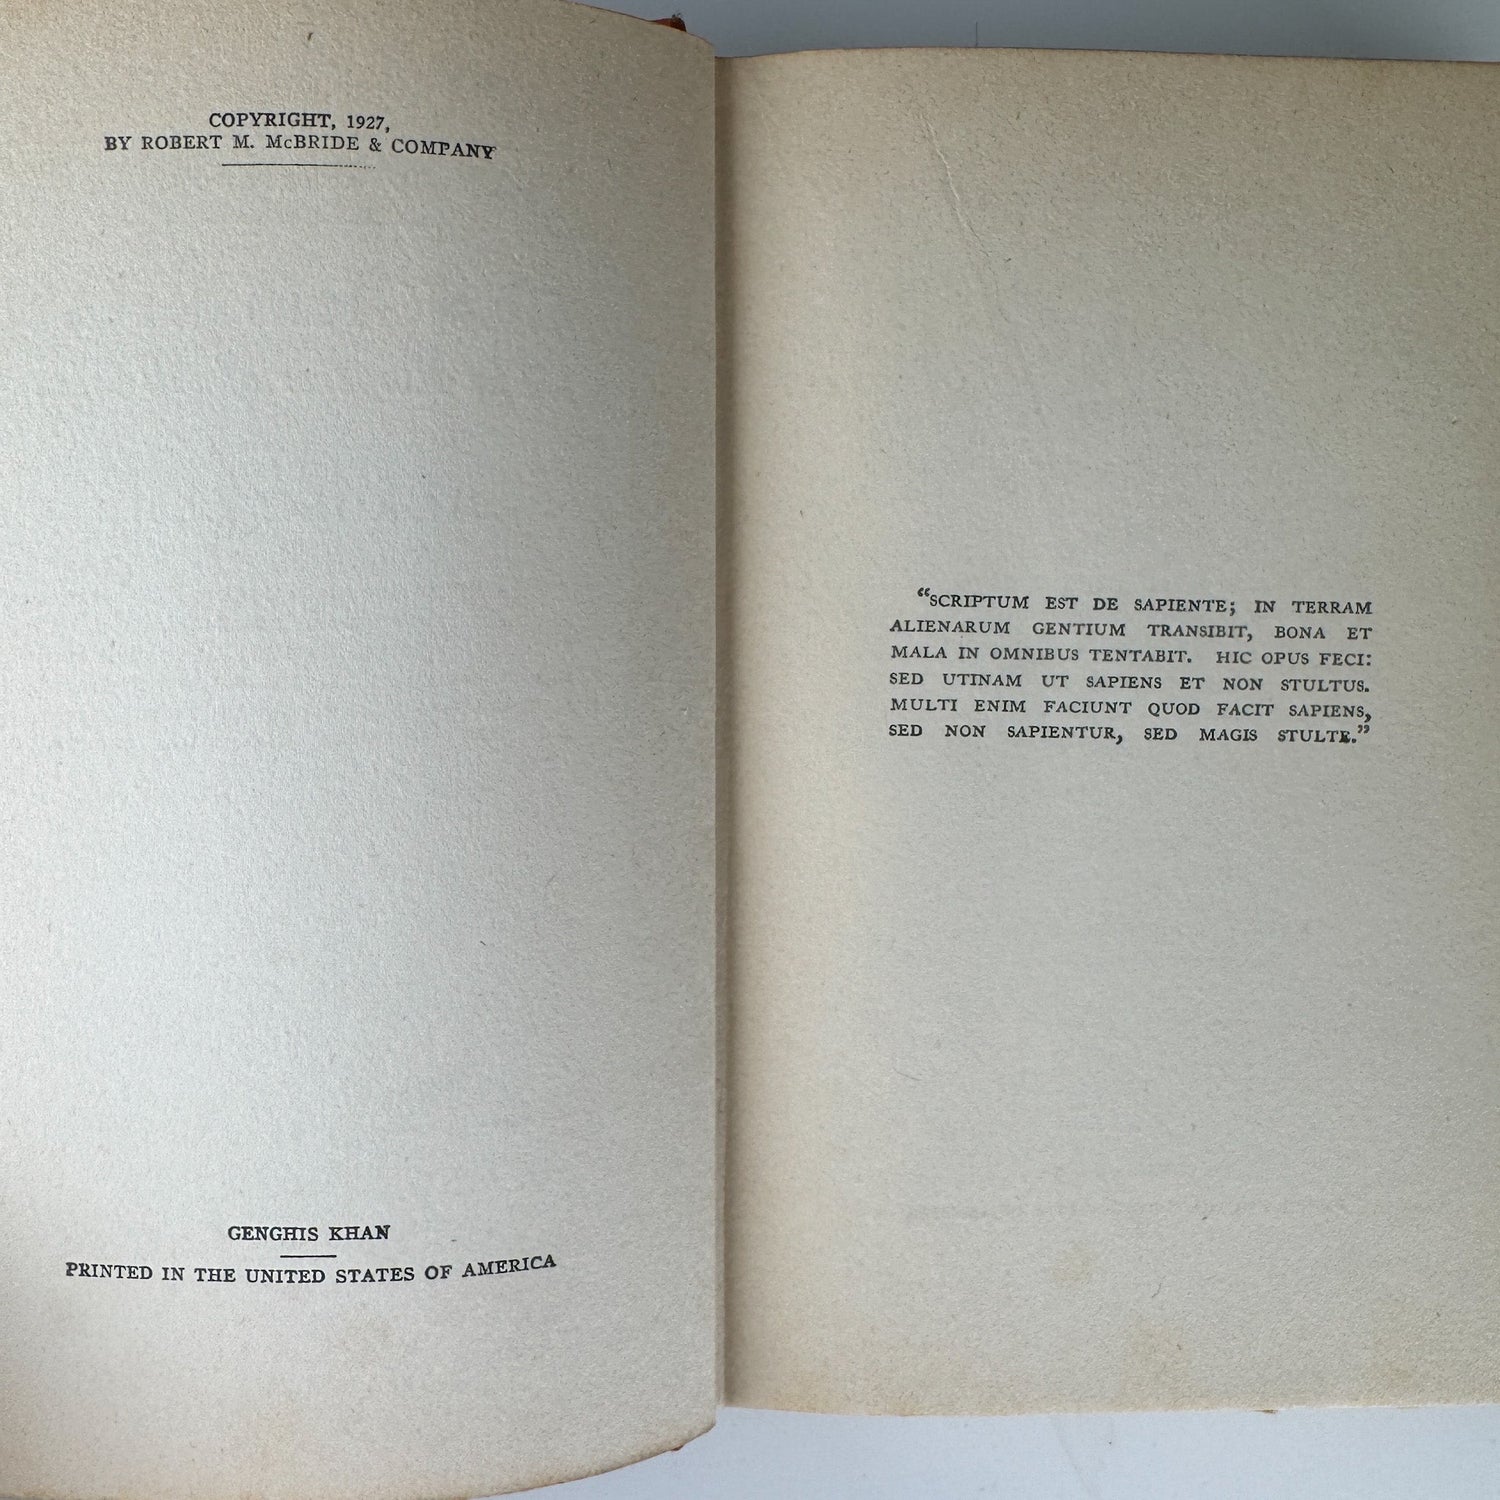 COPYRIGHT, 1927,
BY ROBERT M. McBRIDE & COMPANY
GENGHIS KHAN
PRINTED IN THE UNITED STATES OF AMERICA
“SCRIPTUM EST DE SAPIENTE; IN TERRAM
ALIENARUM GENTIUM TRANSIBIT, BONA ET
MALA IN OMNIBUS TENTABIT. HIC OPUS FECI:
SED UTINAM UT SAPIENS ET NON STULTUS.
MULTI ENIM FACIUNT QUOD FACIT SAPIENS,
SED NON SAPIENTUR, SED MAGIS STULTE.”